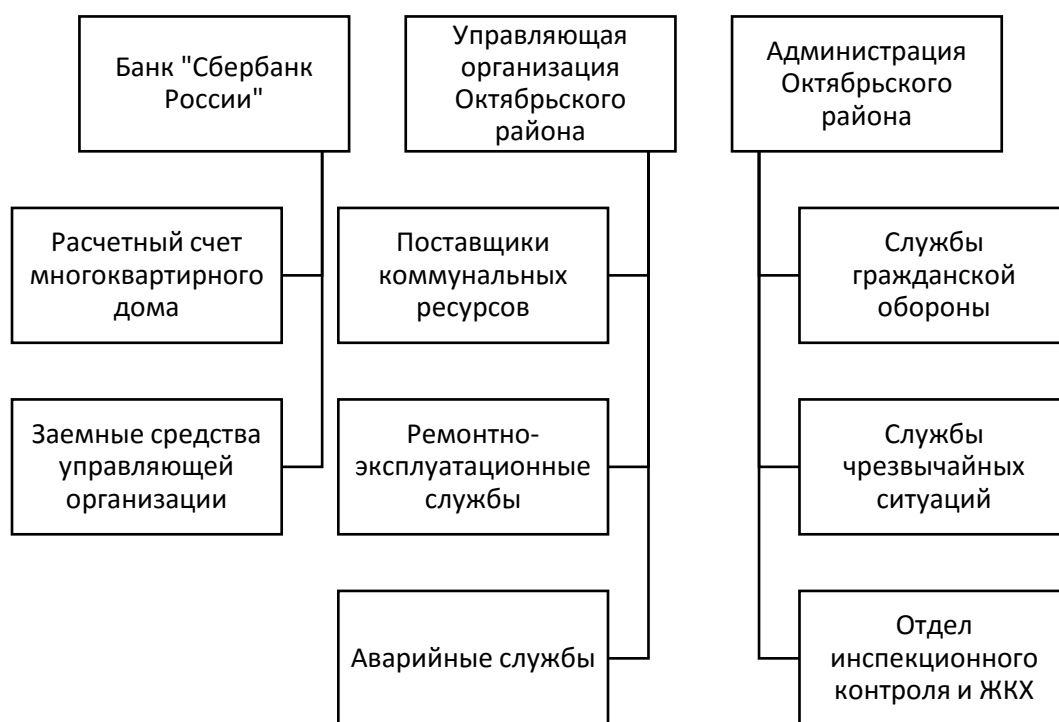 Банк "Сбербанк
России"
Управляющая
организация
Октябрьского
района
Администрация
Октябрьского
района
Расчетный счет
многоквартирного
дома
Поставщики
коммунальных
ресурсов
Службы
гражданской
обороны
Заемные средства
управляющей
организации
Ремонтно-
эксплуатационные
службы
Службы
чрезвычайных
ситуаций
Аварийные службы
Отдел
инспекционного
контроля и ЖКХ